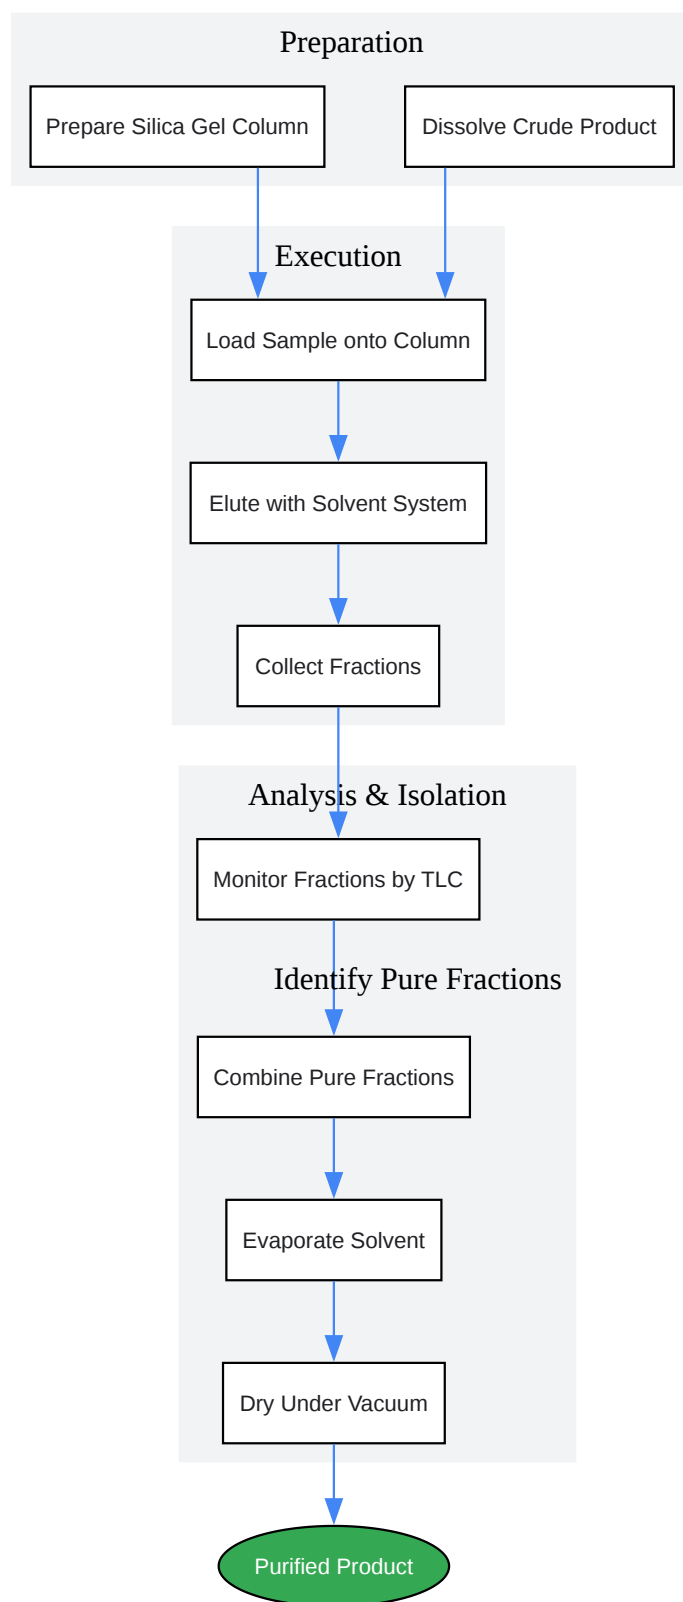 Preparation
Prepare Silica Gel Column
Dissolve Crude Product
Execution
Load Sample onto Column
Elute with Solvent System
Collect Fractions
Analysis & Isolation
Monitor Fractions by TLC
Identify Pure Fractions
Combine Pure Fractions
Evaporate Solvent
Dry Under Vacuum
Purified Product